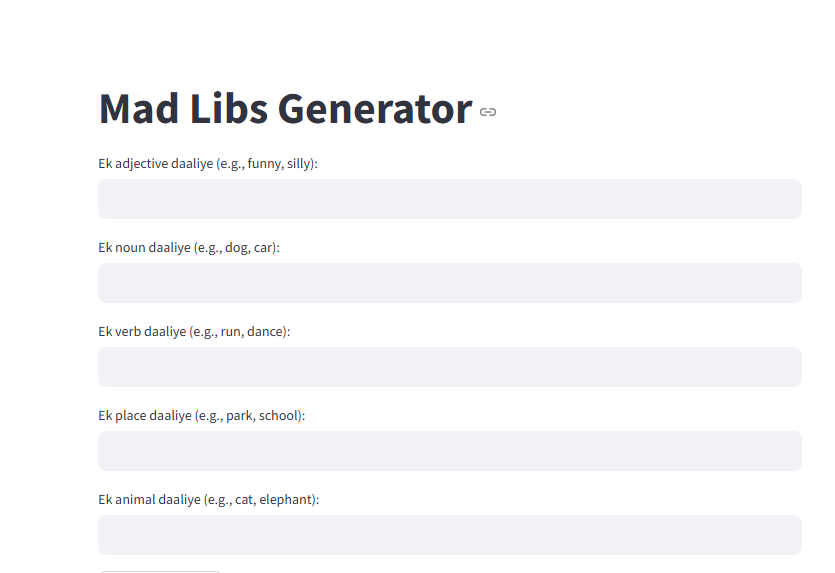 Mad Libs Generator
Ek adjective daaliye (e.g., funny, silly):
Ek noun daaliye (e.g., dog, car):
Ek verb daaliye (e.g., run, dance):
Ek place daaliye (e.g., park, school):
Ek animal daaliye (e.g., cat, elephant):